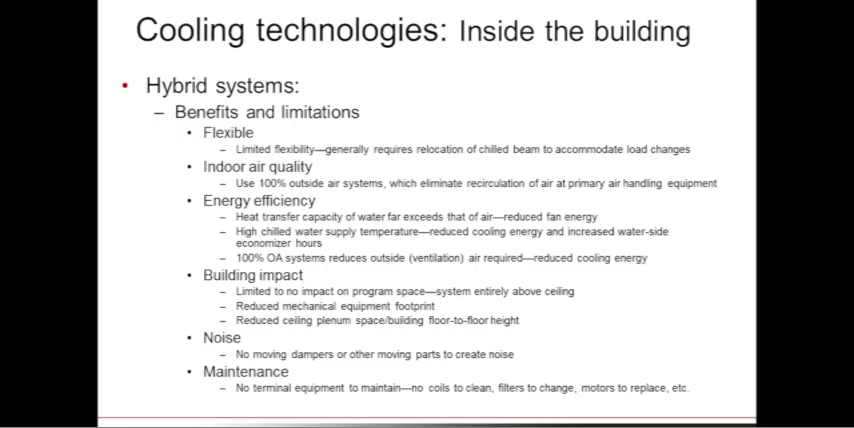 Cooling technologies: Inside the building
• Hybrid systems:
– Benefits and limitations
• Flexible
– Limited flexibility—generally requires relocation of chilled beam to accommodate load changes
• Indoor air quality
– Use 100% outside air systems, which eliminate recirculation of air at primary air handling equipment
• Energy efficiency
– Heat transfer capacity of water far exceeds that of air—reduced fan energy
– High chilled water supply temperature—reduced cooling energy and increased water-side
economizer hours
– 100% OA systems reduces outside (ventilation) air required—reduced cooling energy
• Building impact
– Limited to no impact on program space—system entirely above ceiling
– Reduced mechanical equipment footprint
– Reduced ceiling plenum space/building floor-to-floor height
• Noise
– No moving dampers or other moving parts to create noise
• Maintenance
– No terminal equipment to maintain—no coils to clean, filters to change, motors to replace, etc.